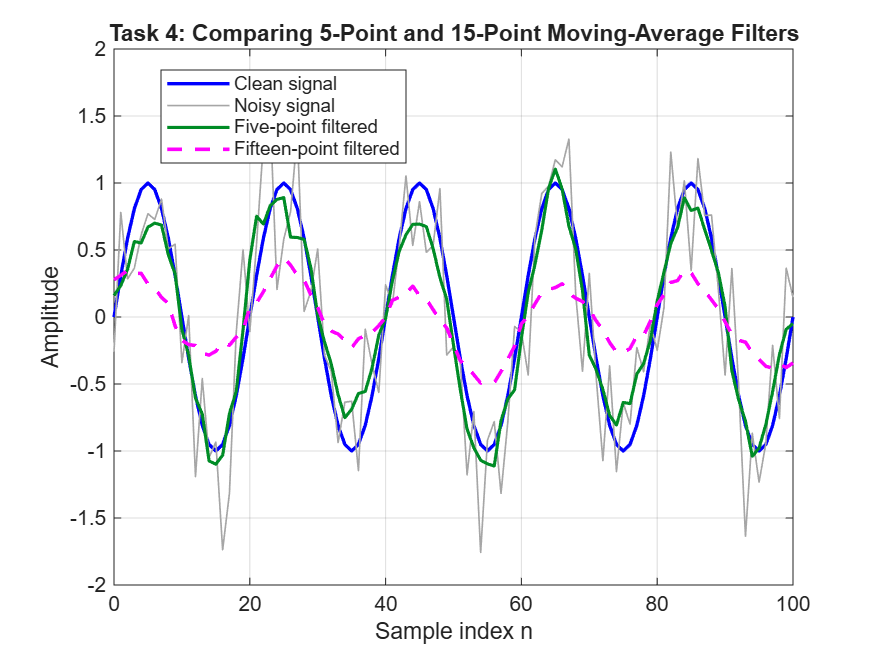 Task 4: Comparing 5-Point and 15-Point Moving-Average Filters
2
1.5
1
0.5
0
-0.5
-1
-1.5
-2
Amplitude
Clean signal
Noisy signal
Five-point filtered
Fifteen-point filtered
0 20 40 60 80 100
Sample index n